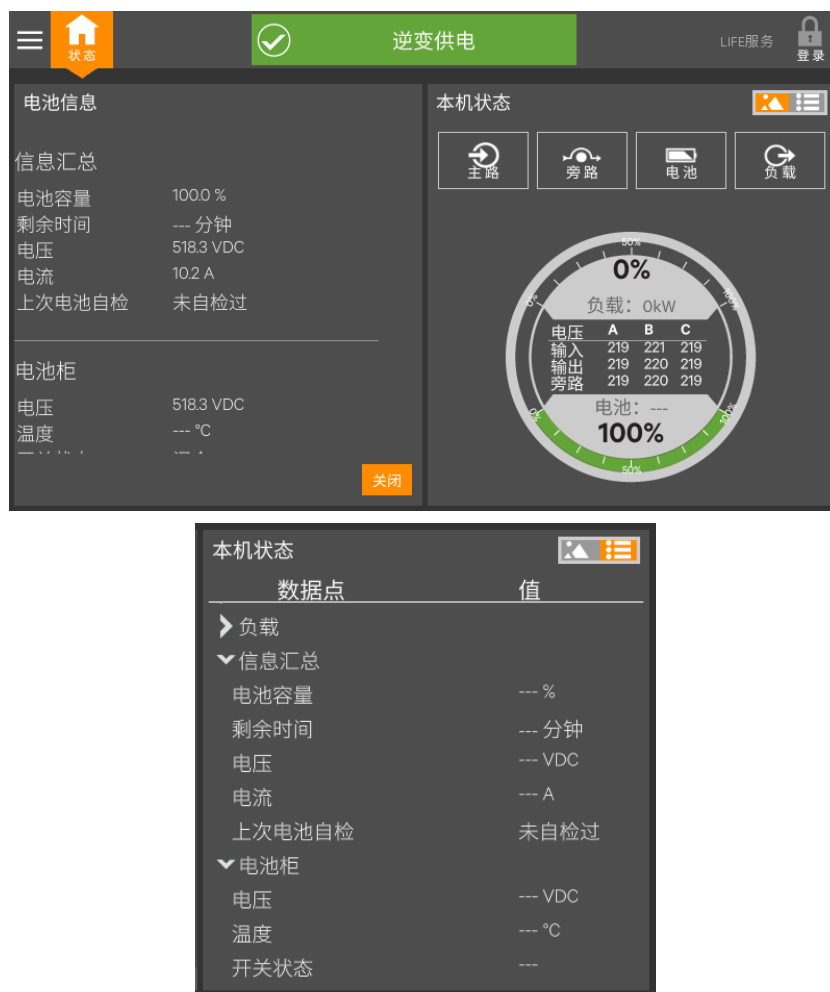 状态
逆变供电
LIFE服务
登录
电池信息
信息汇总
电池容量 100.0 %
剩余时间 --- 分钟
电压 518.3 VDC
电流 10.2 A
上次电池自检 未自检过
电池柜
电压 518.3 VDC
温度 --- °C
关闭
本机状态
主路 旁路 电池 负载
50%
0%
0% 100%
负载: 0kW
电压 A B C
输入 219 221 219
输出 219 220 219
旁路 219 220 219
电池: ---
0% 100%
100%
50%
本机状态
数据点 值
负载
信息汇总
电池容量 --- %
剩余时间 --- 分钟
电压 --- VDC
电流 --- A
上次电池自检 未自检过
电池柜
电压 --- VDC
温度 --- °C
开关状态 ---